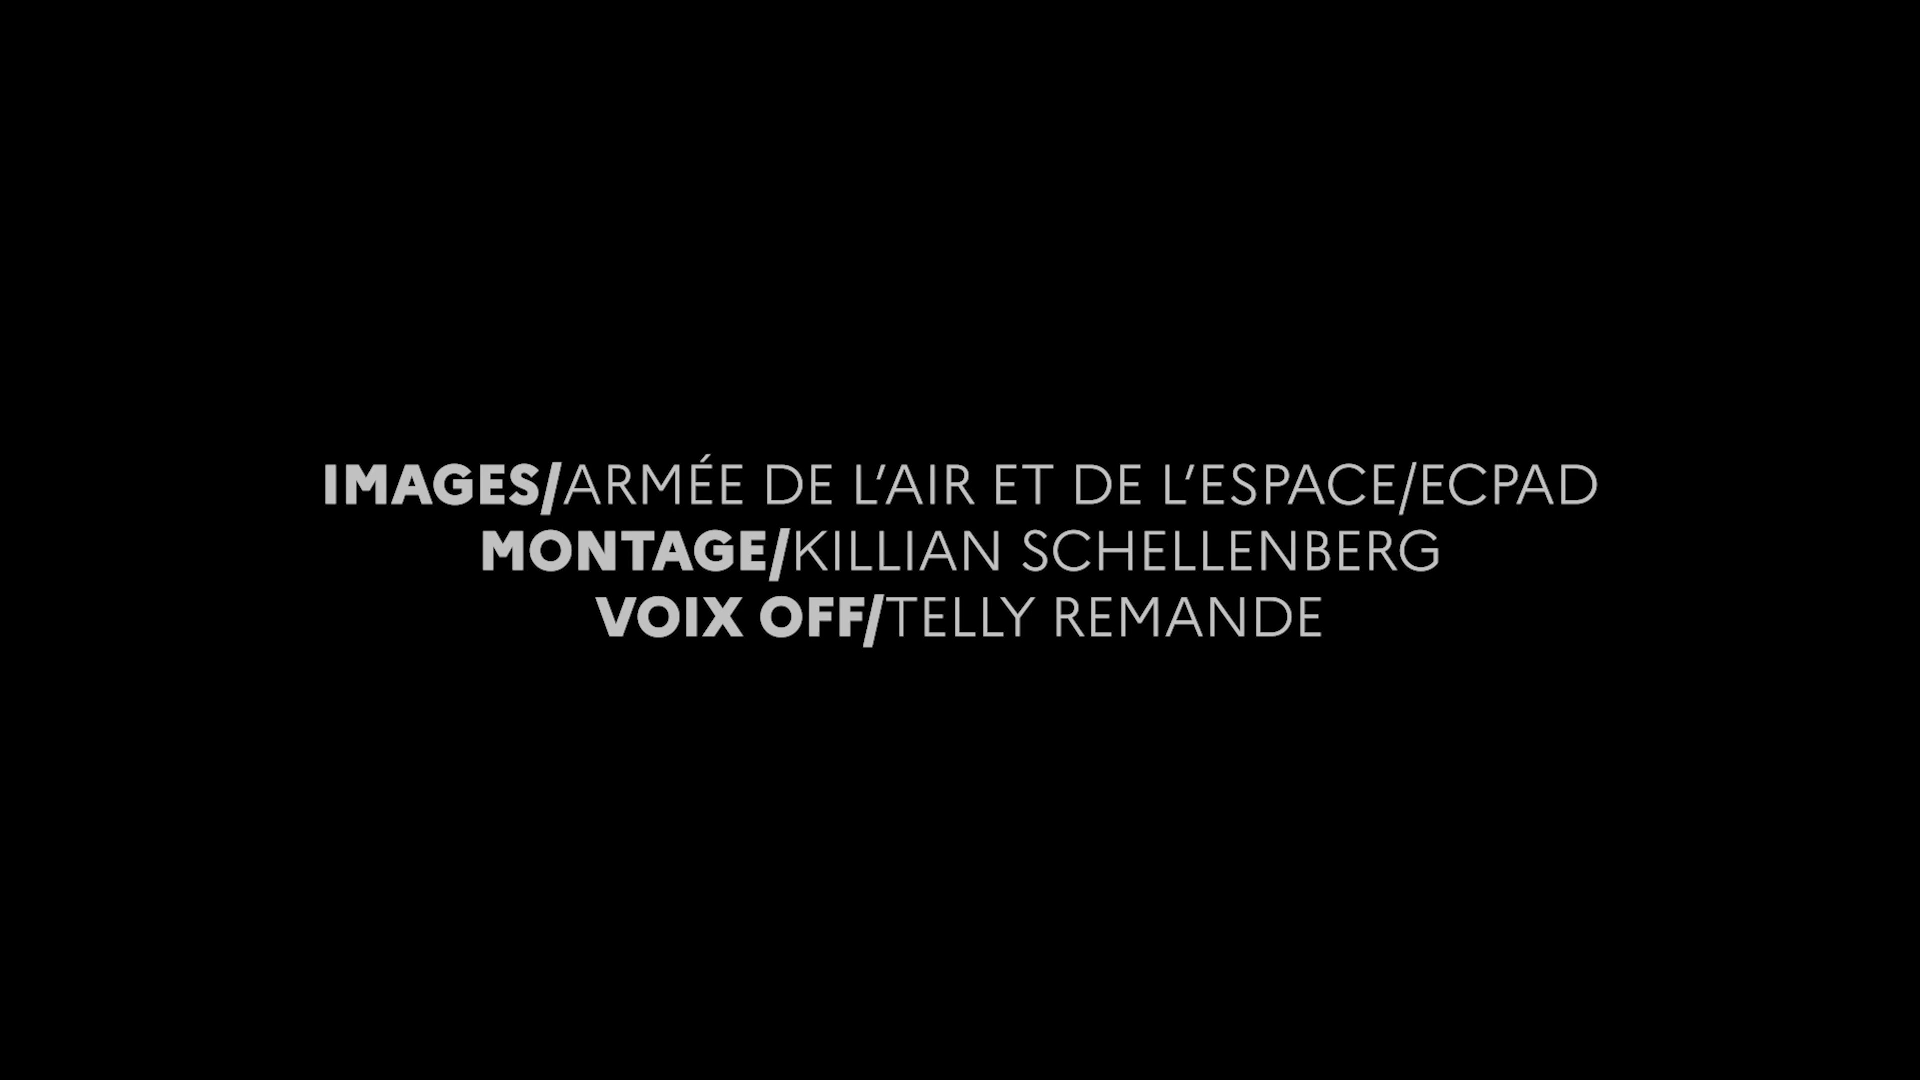 IMAGES/ARMÉE DE L’AIR ET DE L’ESPACE/ECPAD
MONTAGE/KILLIAN SCHELLENBERG
VOIX OFF/TELLY REMANDE